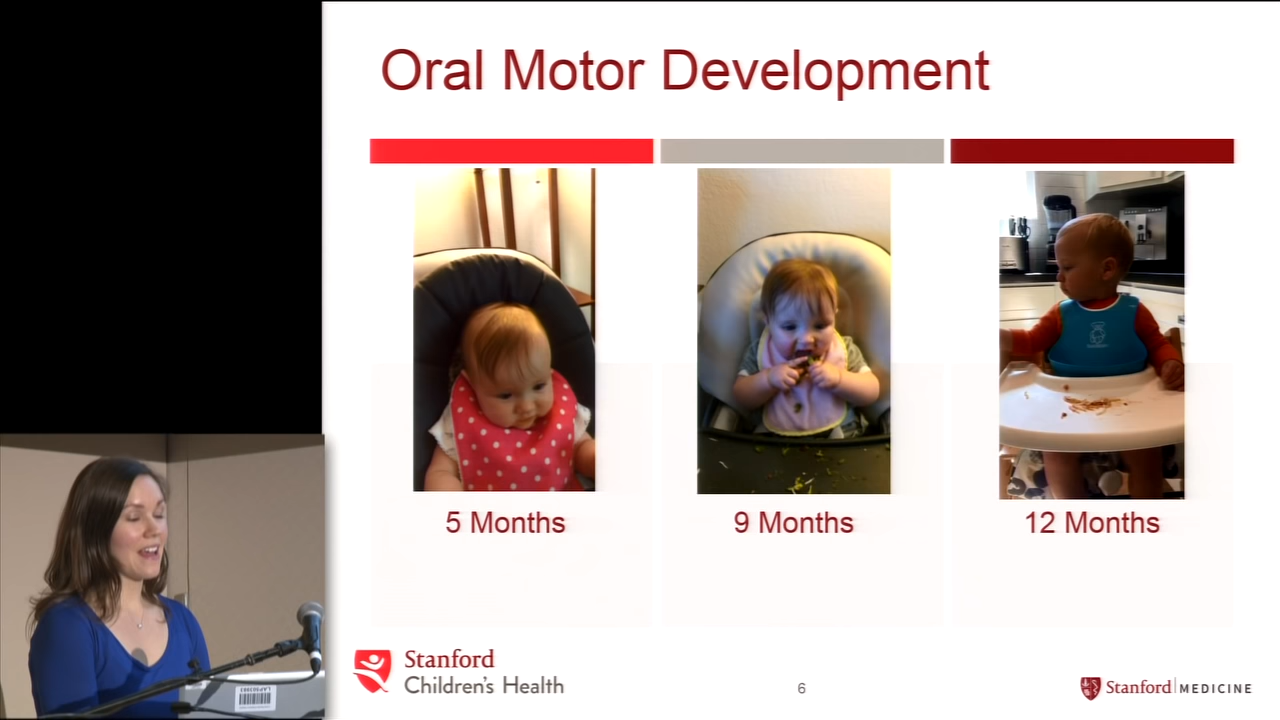 Oral Motor Development
5 Months
9 Months
12 Months
Stanford
Children's Health
6
Stanford MEDICINE